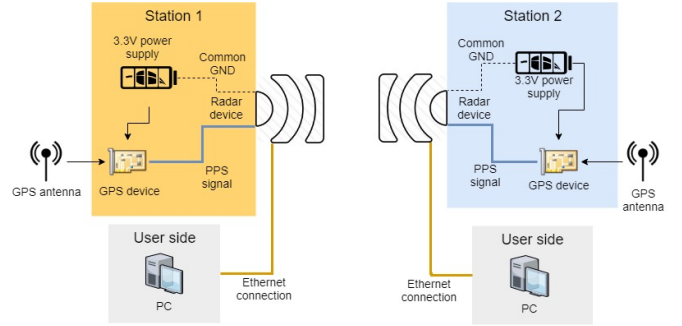 Station 1
3.3V power
supply
Common
GND
Radar
device
GPS antenna
GPS device
PPS
signal
User side
PC
Ethernet
connection
Station 2
Common
GND
3.3V power
supply
Radar
device
PPS
signal
GPS device
GPS
antenna
User side
PC
Ethernet
connection